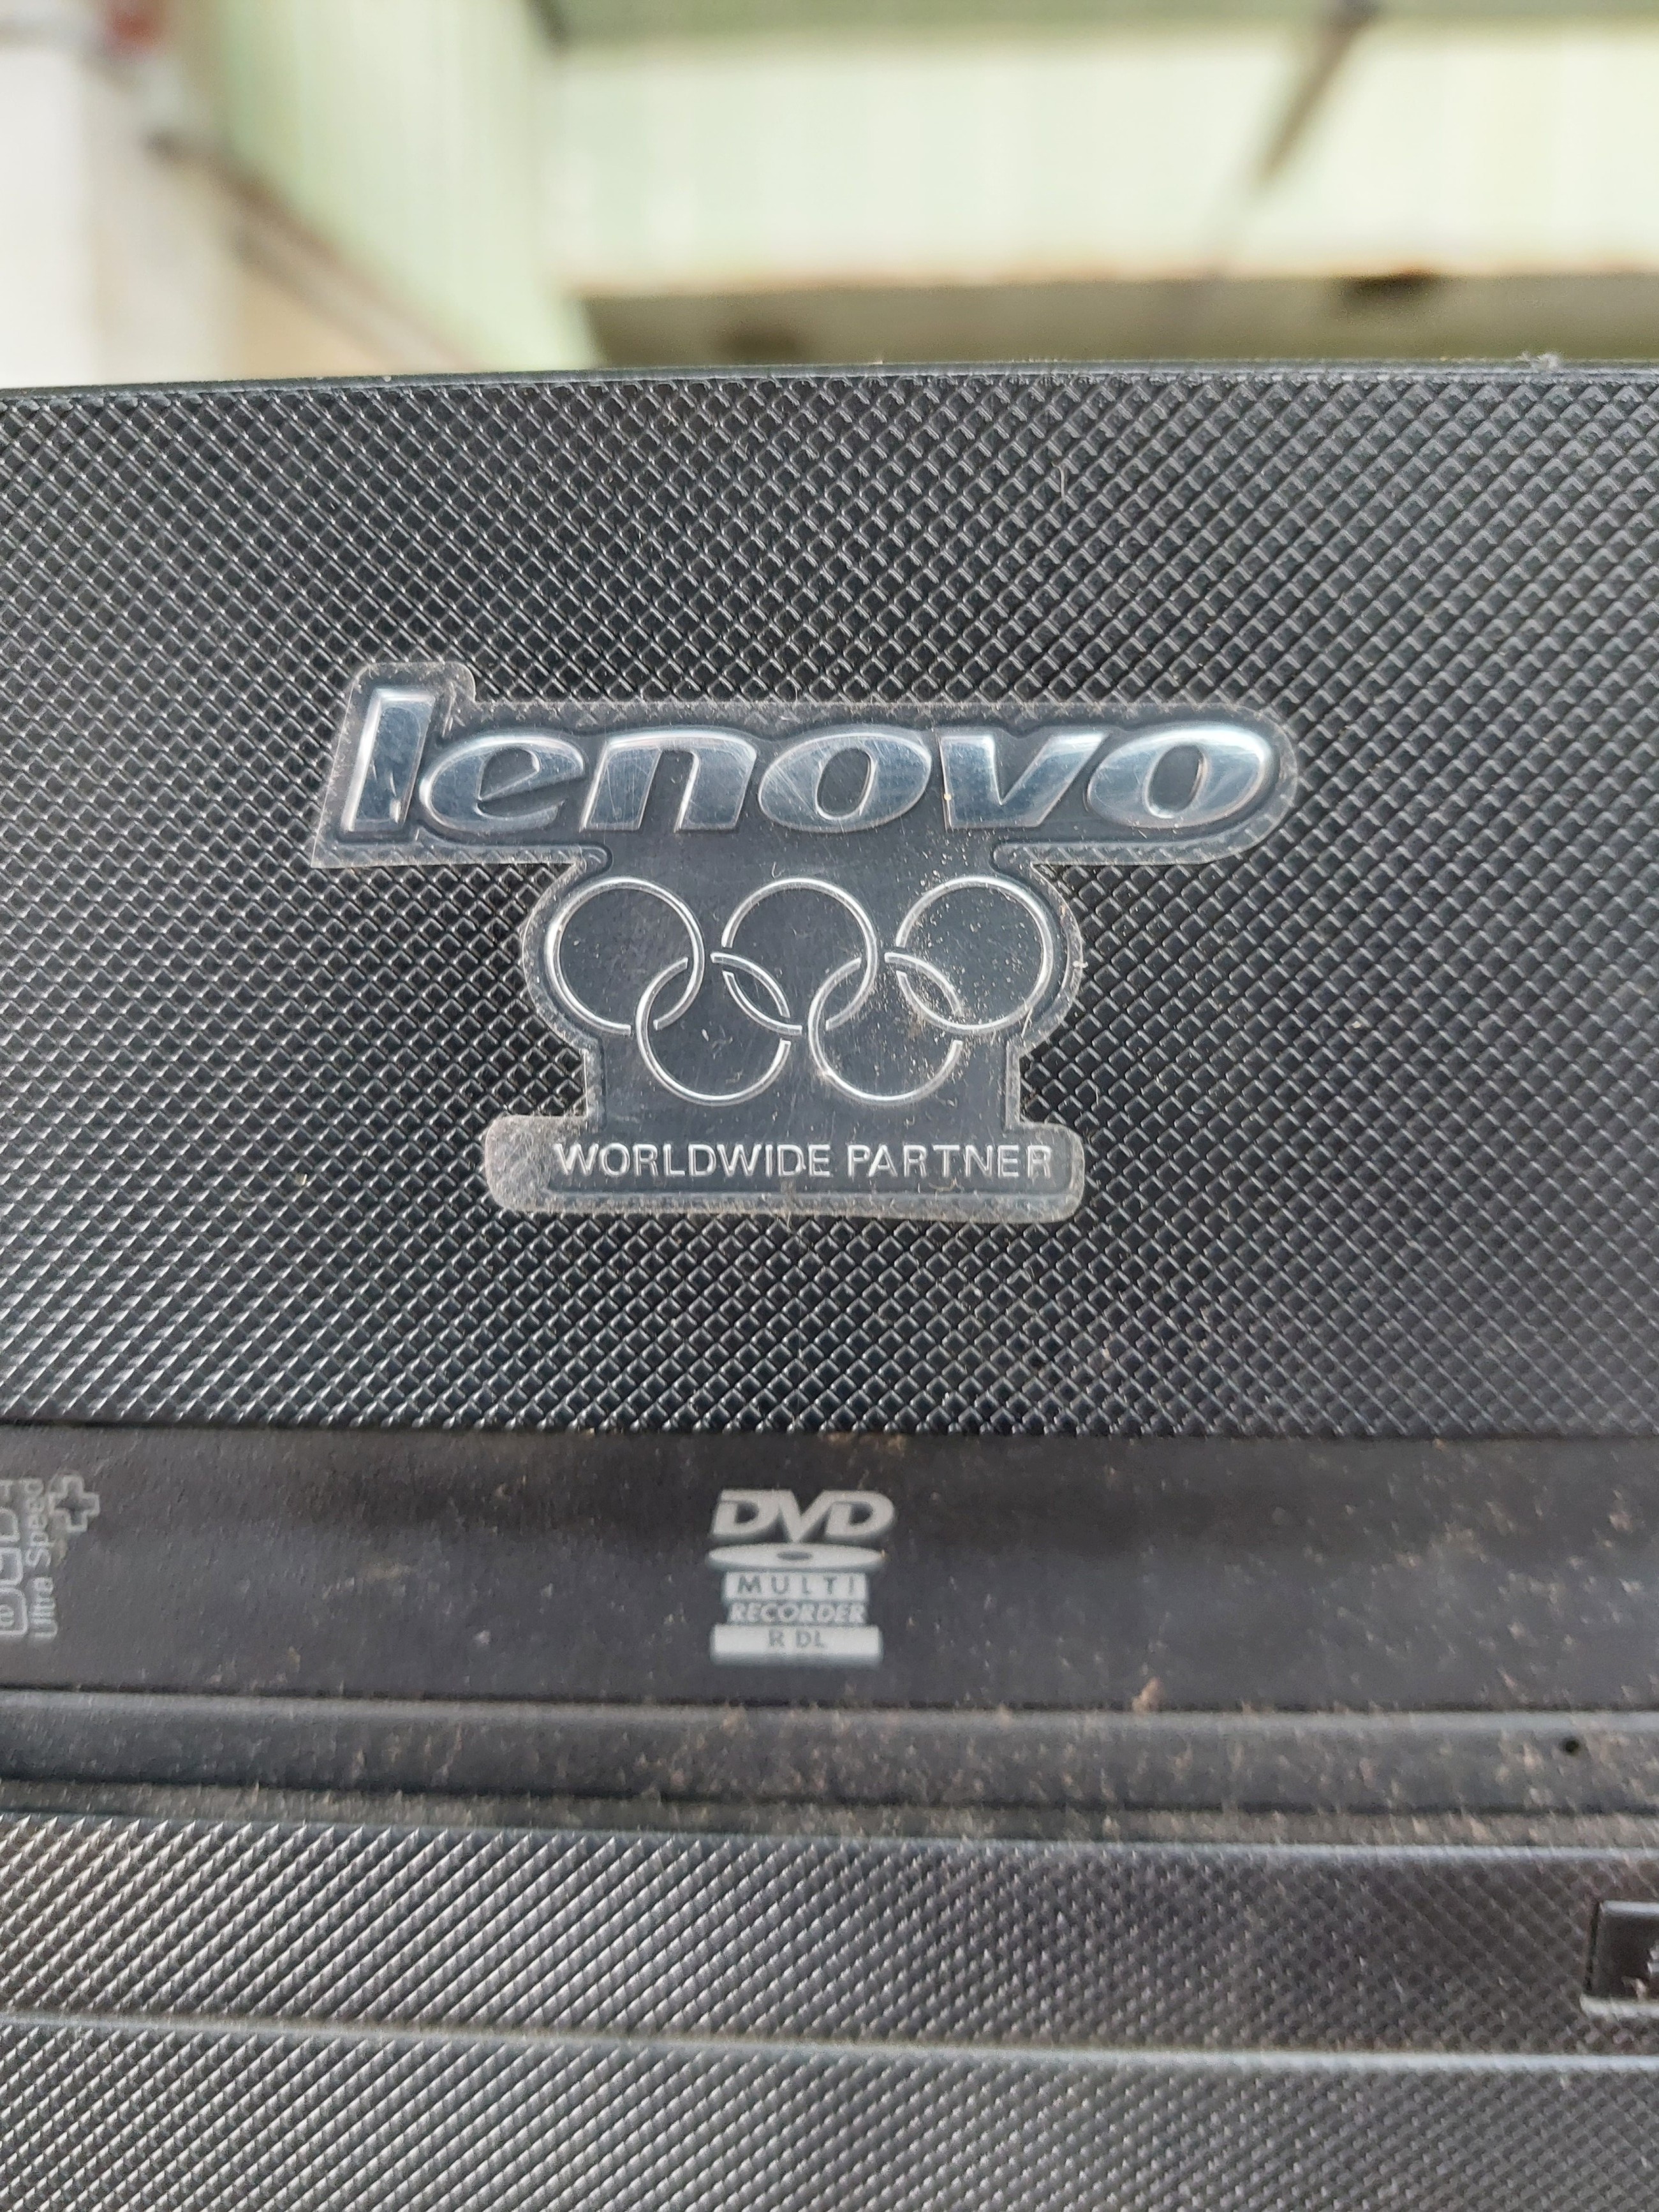 lenovo
WORLDWIDE PARTNER
Ultra Speed
DVD
MULTI
RECORDER
R DL